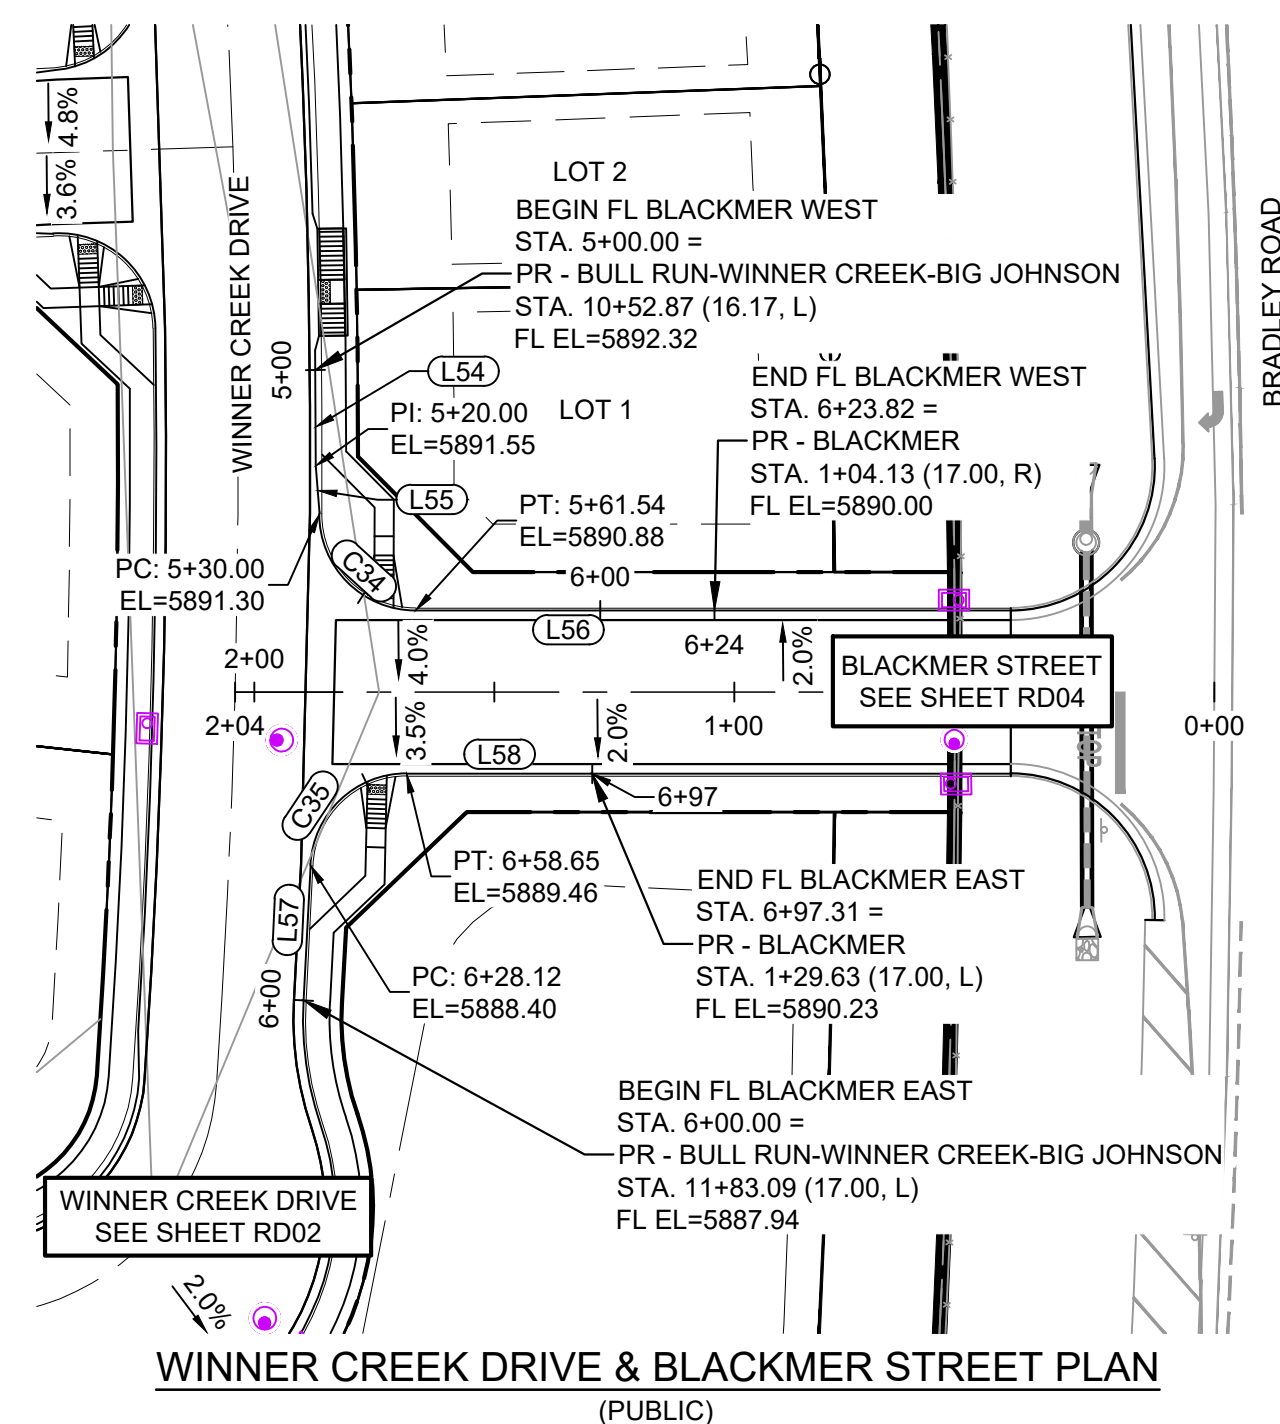 4.8%
3.6%
WINNER CREEK DRIVE
BRADLEY ROAD
LOT 2
BEGIN FL BLACKMER WEST
STA. 5+00.00 =
PR - BULL RUN-WINNER CREEK-BIG JOHNSON
STA. 10+52.87 (16.17, L)
FL EL=5892.32
5+00
L54
PI: 5+20.00
EL=5891.55
LOT 1
END FL BLACKMER WEST
STA. 6+23.82 =
PR - BLACKMER
STA. 1+04.13 (17.00, R)
FL EL=5890.00
L55
PT: 5+61.54
EL=5890.88
PC: 5+30.00
EL=5891.30
C34
6+00
L56
6+24
4.0%
2.0%
BLACKMER STREET
SEE SHEET RD04
2+00
2+04
1+00
0+00
3.5%
2.0%
L58
TOP
C35
6+97
PT: 6+58.65
EL=5889.46
END FL BLACKMER EAST
STA. 6+97.31 =
PR - BLACKMER
STA. 1+29.63 (17.00, L)
FL EL=5890.23
L57
PC: 6+28.12
EL=5888.40
6+00
BEGIN FL BLACKMER EAST
STA. 6+00.00 =
PR - BULL RUN-WINNER CREEK-BIG JOHNSON
STA. 11+83.09 (17.00, L)
FL EL=5887.94
WINNER CREEK DRIVE
SEE SHEET RD02
2.0%
WINNER CREEK DRIVE & BLACKMER STREET PLAN
(PUBLIC)